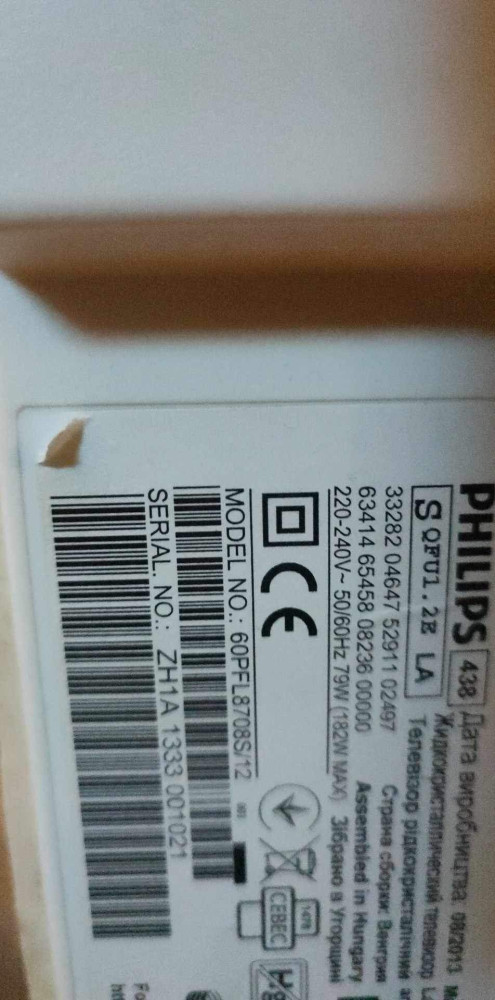 PHILIPS 438 Дата виробництва 08/2013
S QFU1.2E LA Жидкокристаллический телевизор
Телевізор рідкокристалічний
33282 04647 52911 02497 Страна сборки: Венгрия
63414 65458 08236 00000 Assembled in Hungary
220-240V~ 50/60Hz 79W (182W MAX) Зібрано в Угорщині
CE
CEBEC
MODEL NO.: 60PFL8708S/12
SERIAL. NO.: ZH1A 1333 001021